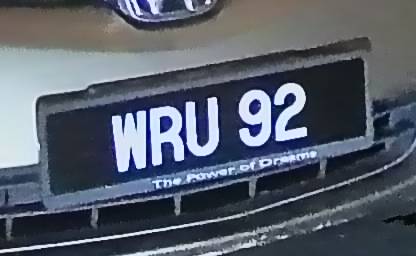 WRU 92
The Power of Dreams